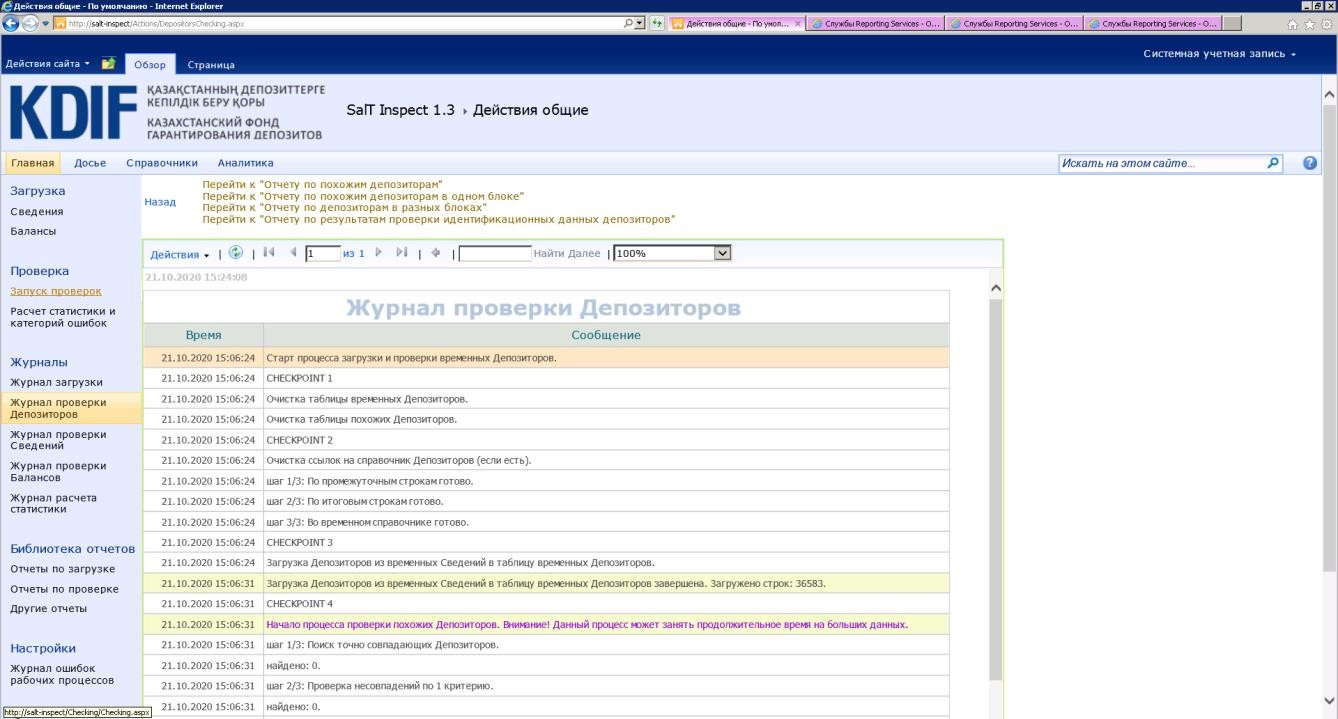 Действия общие - По умолчанию - Internet Explorer
http://salt-inspect/Actions/DepositorsChecking.aspx
Действия общие - По умол...
Службы Reporting Services - O...
Службы Reporting Services - O...
Службы Reporting Services - O...
Действия сайта
Обзор
Страница
Системная учетная запись
KDIF
ҚАЗАҚСТАННЫҢ ДЕПОЗИТТЕРГЕ
КЕПІЛДІК БЕРУ ҚОРЫ
КАЗАХСТАНСКИЙ ФОНД
ГАРАНТИРОВАНИЯ ДЕПОЗИТОВ
SalT Inspect 1.3 Действия общие
Главная
Досье
Справочники
Аналитика
Искать на этом сайте...
Загрузка
Сведения
Балансы
Проверка
Запуск проверок
Расчет статистики и
категорий ошибок
Журналы
Журнал загрузки
Журнал проверки
Депозиторов
Журнал проверки
Сведений
Журнал проверки
Балансов
Журнал расчета
статистики
Библиотека отчетов
Отчеты по загрузке
Отчеты по проверке
Другие отчеты
Настройки
Журнал ошибок
рабочих процессов
http://salt-inspect/Checking/Checking.aspx
Назад
Перейти к "Отчету по похожим депозиторам"
Перейти к "Отчету по похожим депозиторам в одном блоке"
Перейти к "Отчету по депозиторам в разных блоках"
Перейти к "Отчету по результатам проверки идентификационных данных депозиторов"
Действия | | 1 из 1 | | Найти Далее | 100%
21.10.2020 15:24:08
Журнал проверки Депозиторов
Время Сообщение
21.10.2020 15:06:24 Старт процесса загрузки и проверки временных Депозиторов.
21.10.2020 15:06:24 CHECKPOINT 1
21.10.2020 15:06:24 Очистка таблицы временных Депозиторов.
21.10.2020 15:06:24 Очистка таблицы похожих Депозиторов.
21.10.2020 15:06:24 CHECKPOINT 2
21.10.2020 15:06:24 Очистка ссылок на справочник Депозиторов (если есть).
21.10.2020 15:06:24 шаг 1/3: По промежуточным строкам готово.
21.10.2020 15:06:24 шаг 2/3: По итоговым строкам готово.
21.10.2020 15:06:24 шаг 3/3: Во временном справочнике готово.
21.10.2020 15:06:24 CHECKPOINT 3
21.10.2020 15:06:24 Загрузка Депозиторов из временных Сведений в таблицу временных Депозиторов.
21.10.2020 15:06:31 Загрузка Депозиторов из временных Сведений в таблицу временных Депозиторов завершена. Загружено строк: 36583.
21.10.2020 15:06:31 CHECKPOINT 4
21.10.2020 15:06:31 Начало процесса проверки похожих Депозиторов. Внимание! Данный процесс может занять продолжительное время на больших данных.
21.10.2020 15:06:31 шаг 1/3: Поиск точно совпадающих Депозиторов.
21.10.2020 15:06:31 найдено: 0.
21.10.2020 15:06:31 шаг 2/3: Проверка несовпадений по 1 критерию.
21.10.2020 15:06:31 найдено: 0.